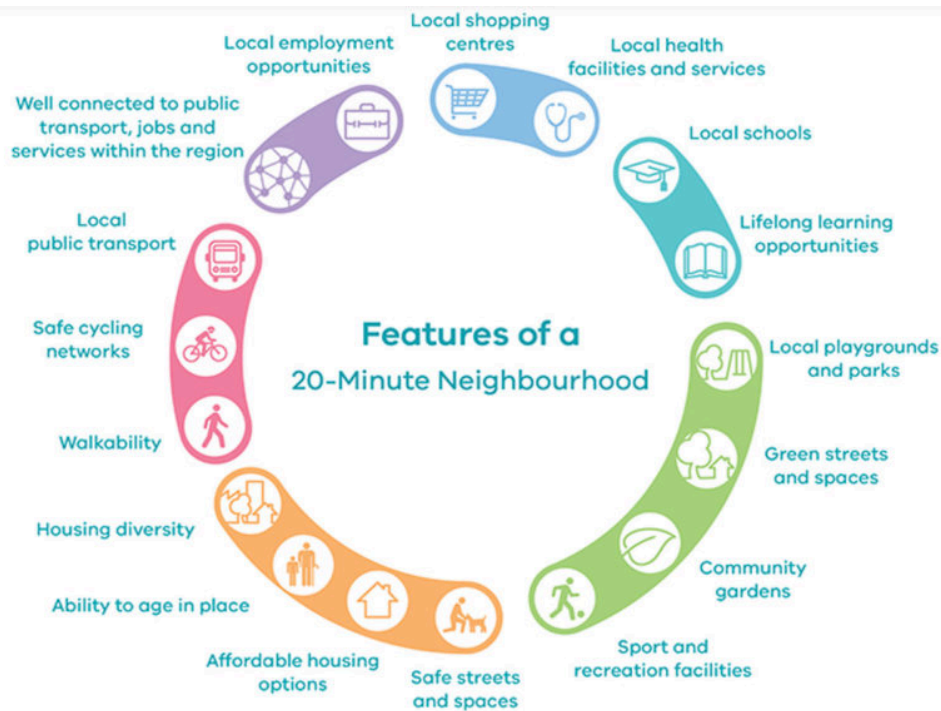 Features of a
20-Minute Neighbourhood
Local shopping
centres
Local health
facilities and services
Local schools
Lifelong learning
opportunities
Local playgrounds
and parks
Green streets
and spaces
Community
gardens
Sport and
recreation facilities
Safe streets
and spaces
Affordable housing
options
Ability to age in place
Housing diversity
Walkability
Safe cycling
networks
Local
public transport
Well connected to public
transport, jobs and
services within the region
Local employment
opportunities